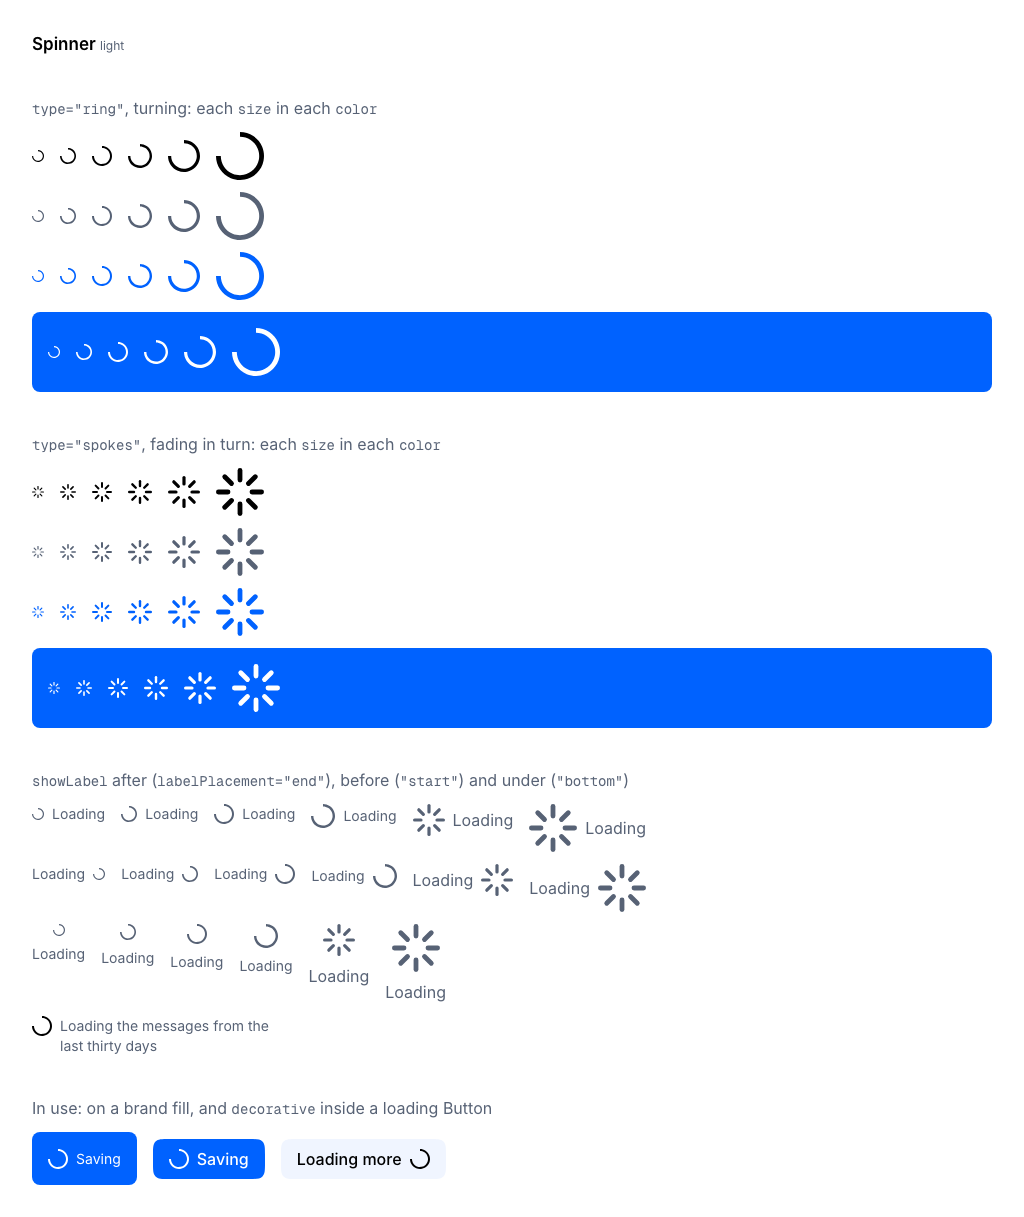 Spinner light
type="ring", turning: each size in each color
type="spokes", fading in turn: each size in each color
showLabel after (labelPlacement="end"), before ("start") and under ("bottom")
Loading Loading Loading Loading Loading Loading
Loading Loading Loading Loading Loading Loading
Loading Loading Loading Loading Loading Loading
Loading the messages from the
last thirty days
In use: on a brand fill, and decorative inside a loading Button
Saving Saving Loading more